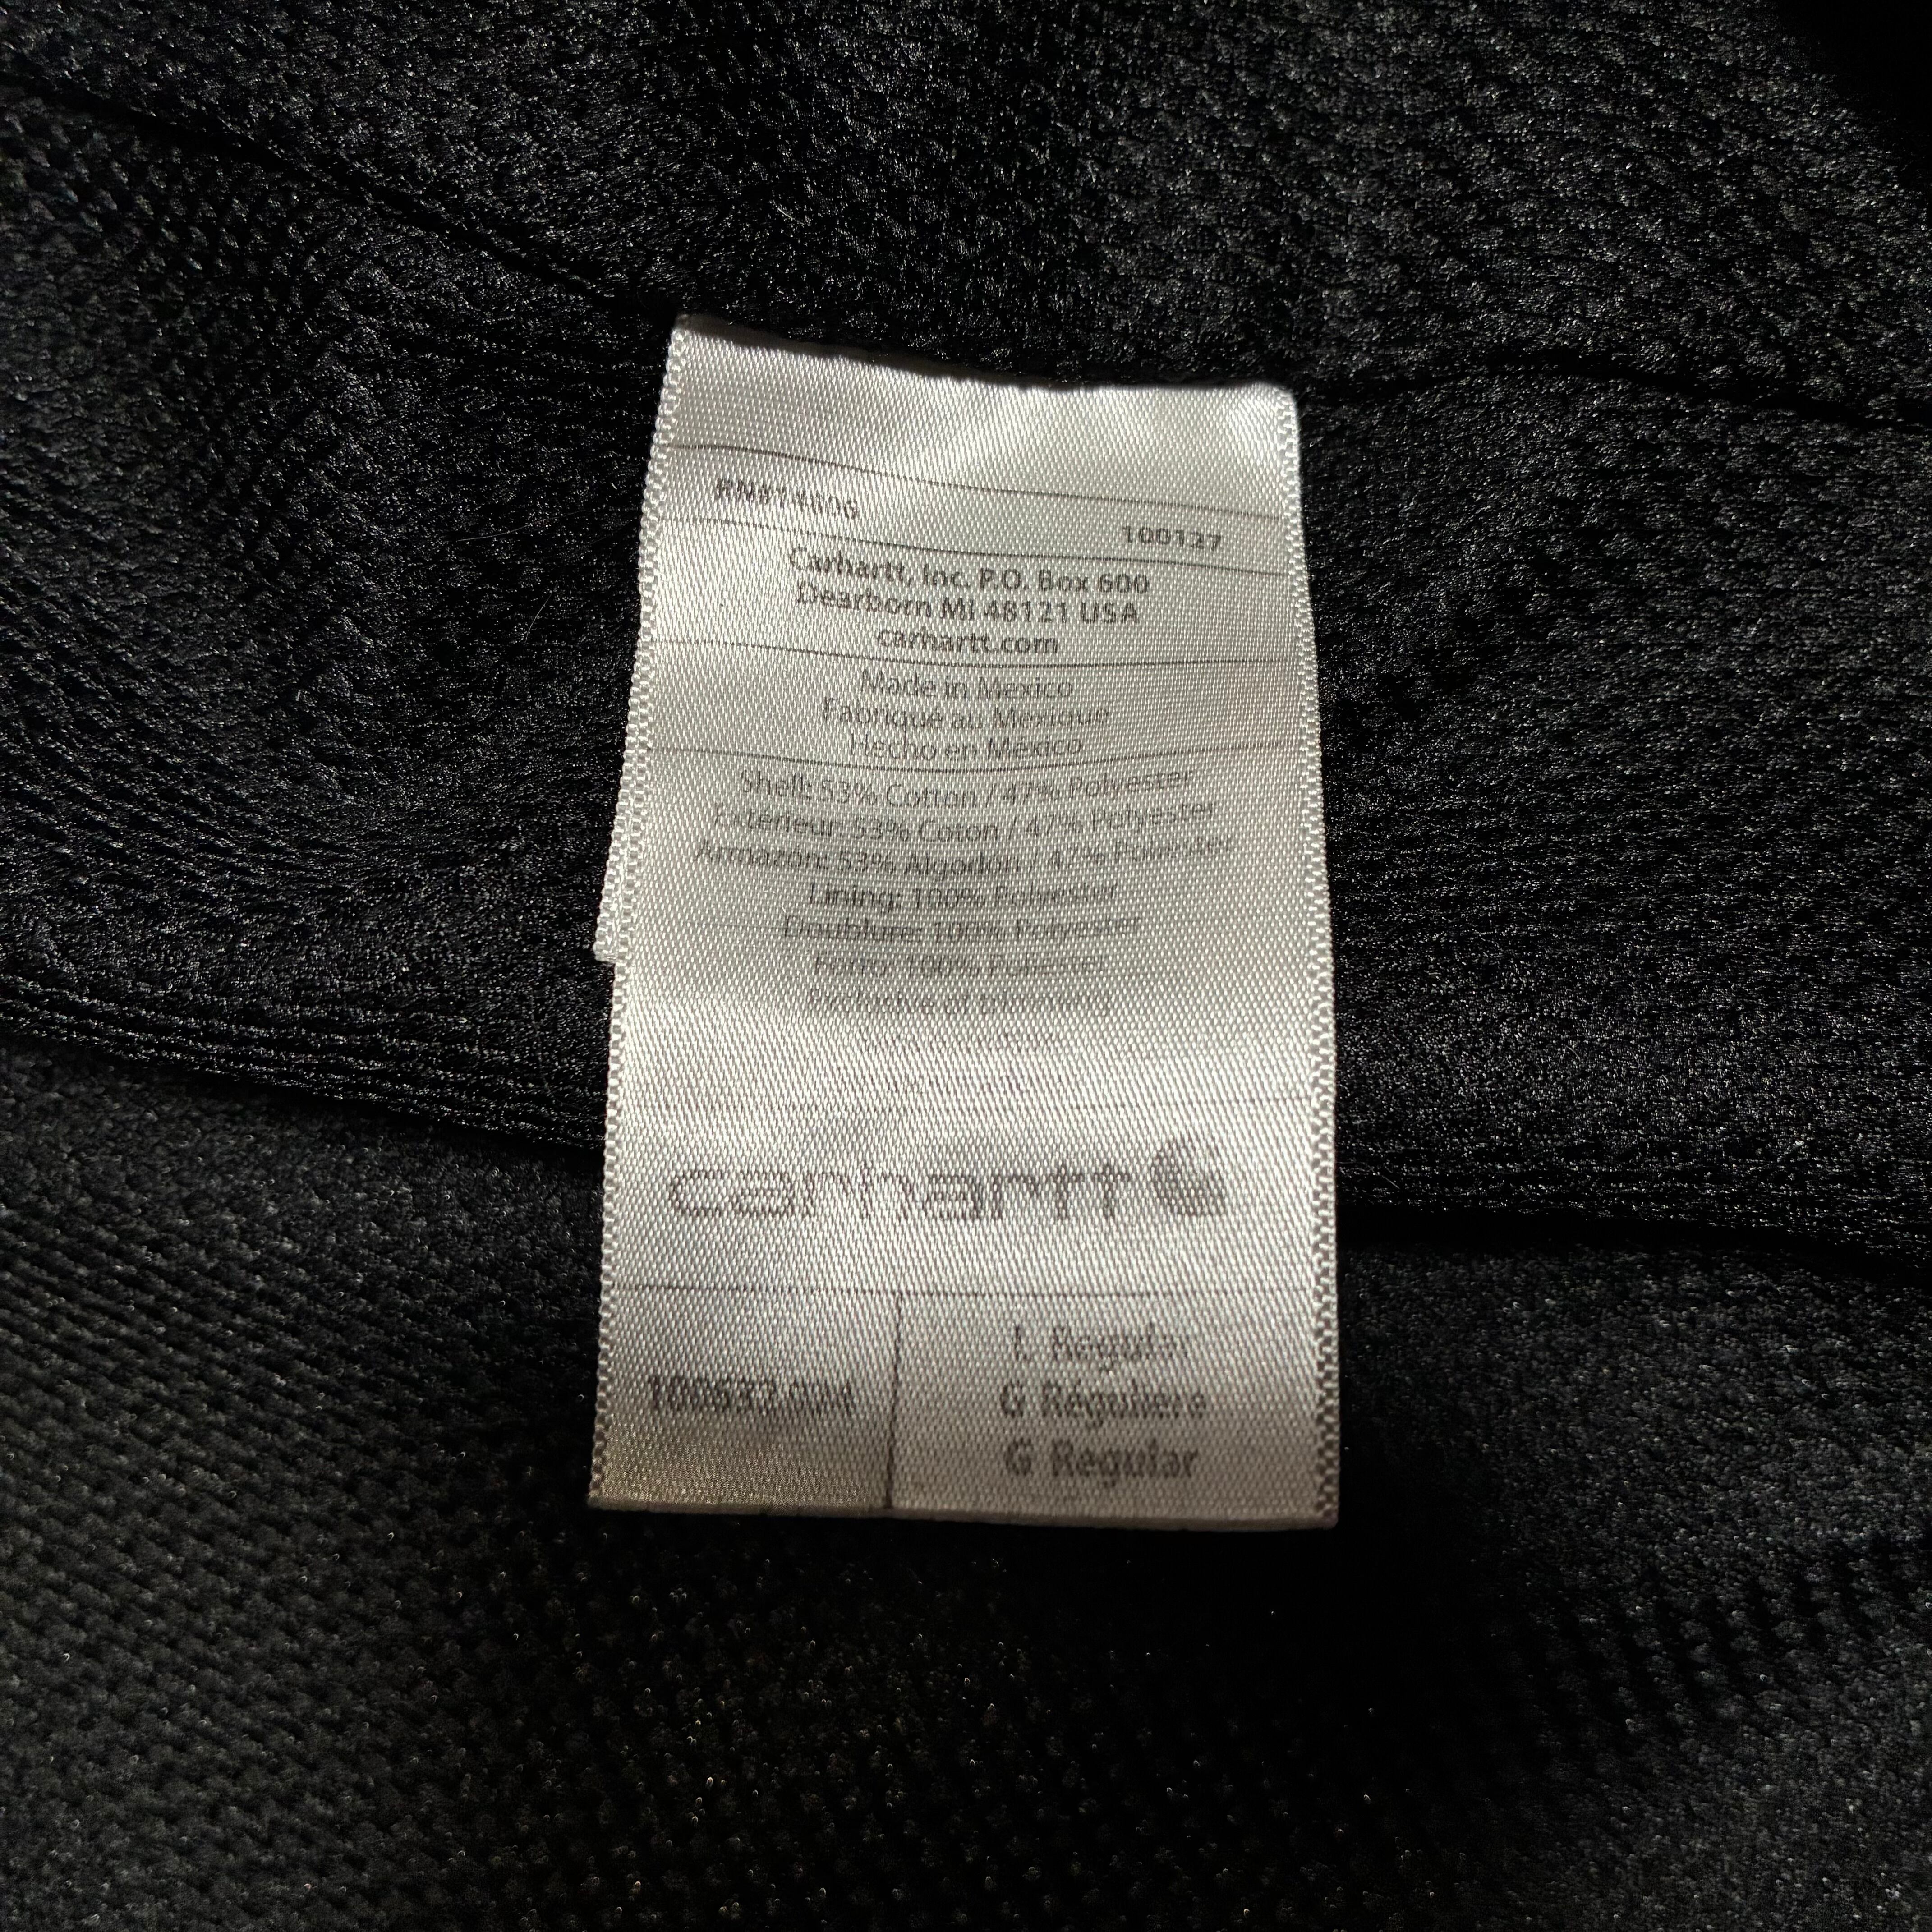 100127
Carhartt, Inc. P.O. Box 600
Dearborn MI 48121 USA
carhartt.com
Made in Mexico
Fabriqué au Mexique
Hecho en México
Shell: 53% Cotton / 47% Polyester
Extérieur: 53% Coton / 47% Polyester
Armazón: 53% Algodón / 47% Poliéster
Lining: 100% Polyester
Doublure: 100% Polyester
Forro: 100% Poliéster
Exclusive of
carhartt
L Regular
G Régulière
G Regular